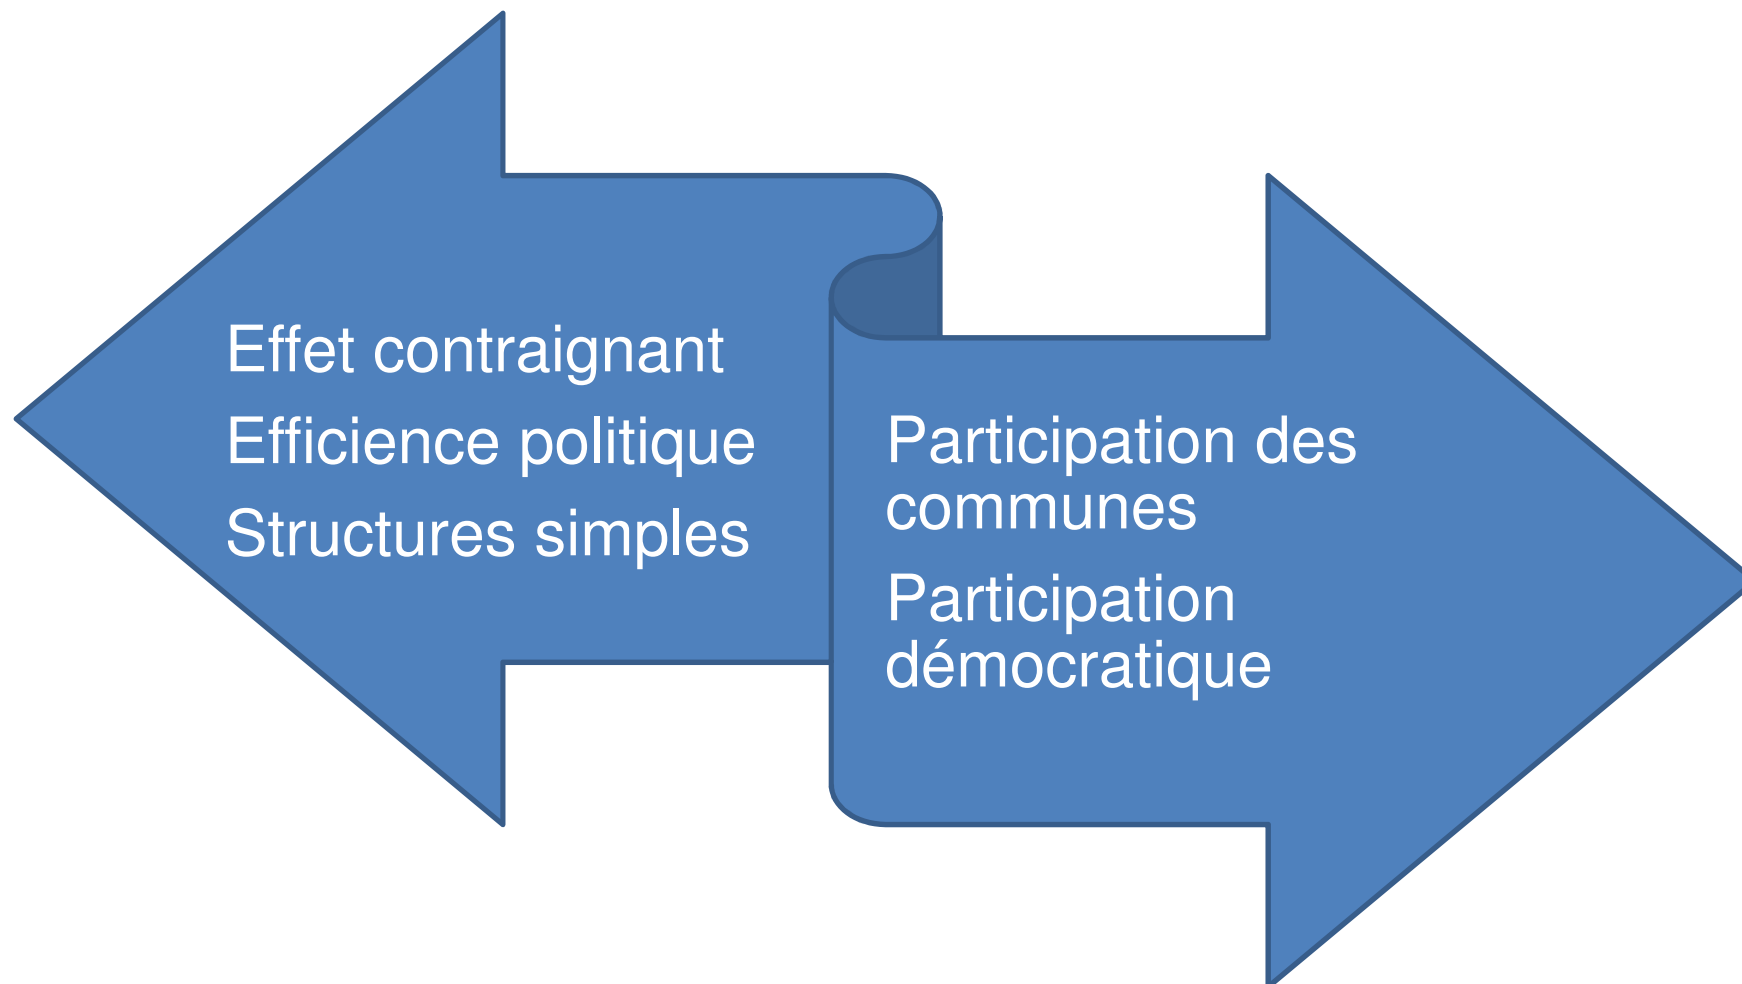 Effet contraignant
Efficience politique
Structures simples
Participation des
communes
Participation
démocratique